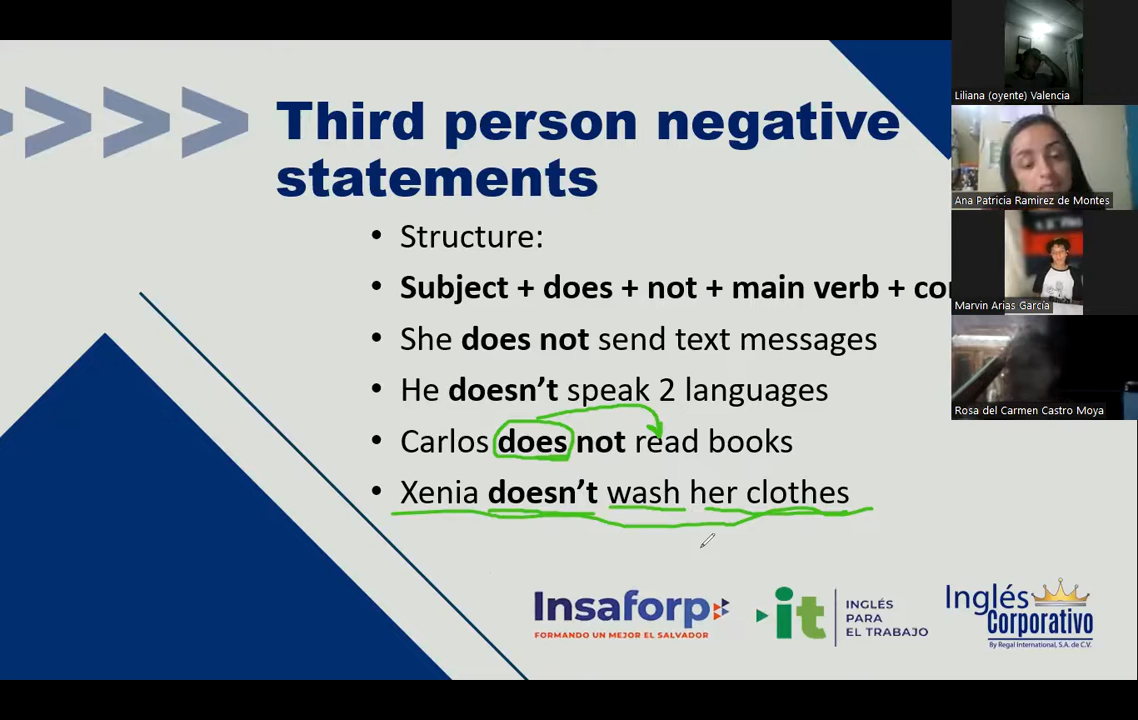 Third person negative
statements
• Structure:
• Subject + does + not + main verb +
• She does not send text messages
• He doesn't speak 2 languages
• Carlos does not read books
• Xenia doesn't wash her clothes
Insaforp
FORMANDO UN MEJOR EL SALVADOR
it
INGLÉS
PARA
EL TRABAJO
Inglés
Corporativo
By Regal International, S.A. de C.V.
Liliana (oyente) Valencia
Ana Patricia Ramirez de Montes
Marvin Arias García
Rosa del Carmen Castro Moya